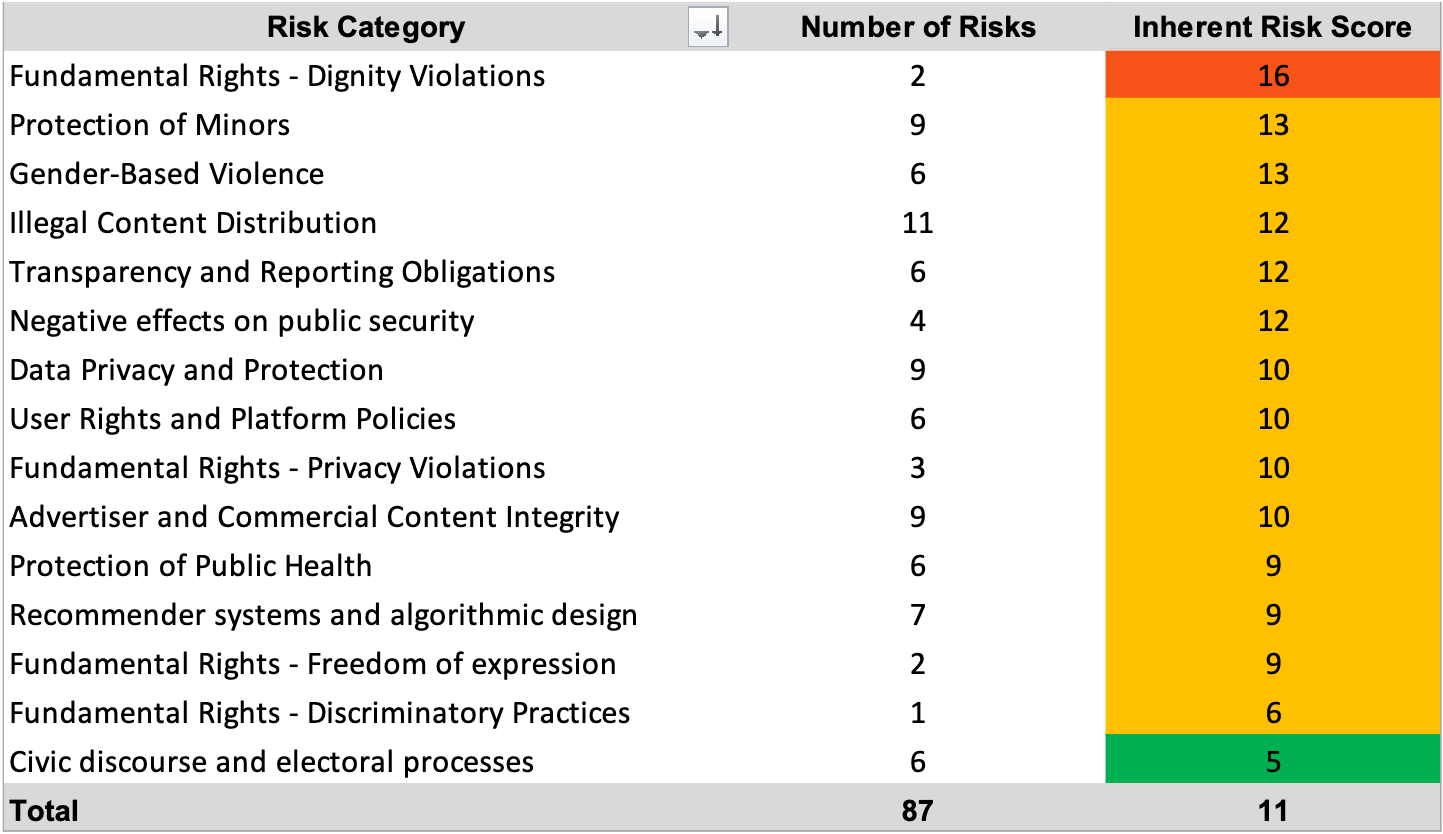 Risk Category Number of Risks Inherent Risk Score
Fundamental Rights - Dignity Violations 2 16
Protection of Minors 9 13
Gender-Based Violence 6 13
Illegal Content Distribution 11 12
Transparency and Reporting Obligations 6 12
Negative effects on public security 4 12
Data Privacy and Protection 9 10
User Rights and Platform Policies 6 10
Fundamental Rights - Privacy Violations 3 10
Advertiser and Commercial Content Integrity 9 10
Protection of Public Health 6 9
Recommender systems and algorithmic design 7 9
Fundamental Rights - Freedom of expression 2 9
Fundamental Rights - Discriminatory Practices 1 6
Civic discourse and electoral processes 6 5
Total 87 11